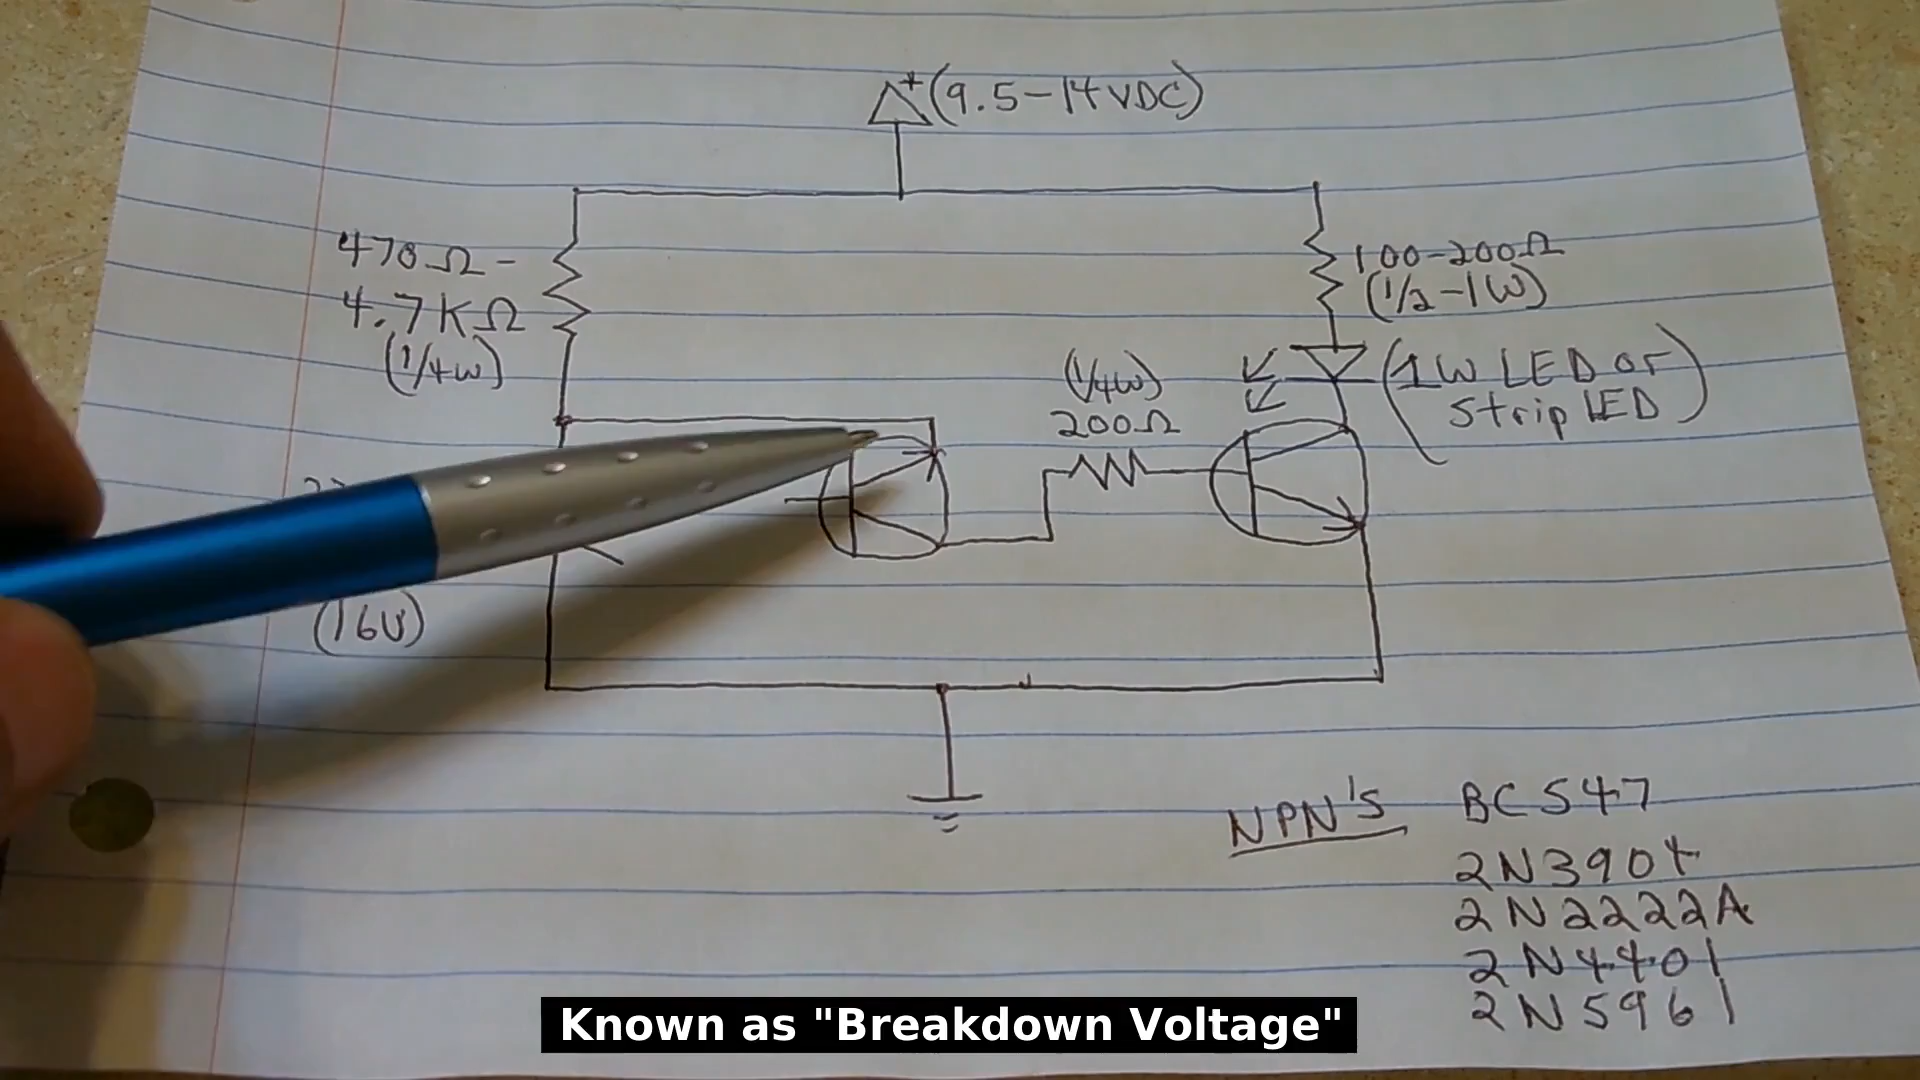 +(9.5-14VDC)
470Ω -
4.7KΩ
(1/4W)
100-200Ω
(1/2-1W)
(1W LED or
Strip LED)
(1/4W)
200Ω
(16V)
NPN'S
BC547
2N3904
2N2222A
2N4401
2N5961
Known as "Breakdown Voltage"